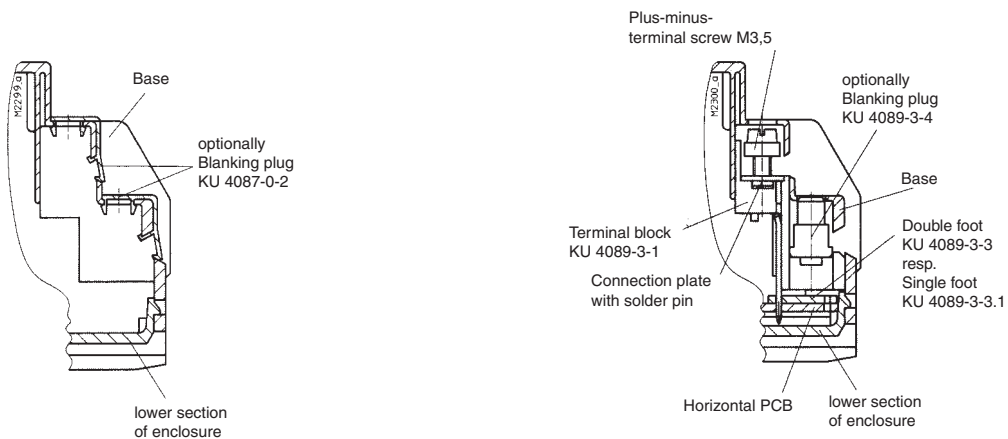 M2299_a
Base
optionally
Blanking plug
KU 4087-0-2
lower section
of enclosure
Plus-minus-
terminal screw M3,5
M2300_a
optionally
Blanking plug
KU 4089-3-4
Base
Terminal block
KU 4089-3-1
Connection plate
with solder pin
Double foot
KU 4089-3-3
resp.
Single foot
KU 4089-3-3.1
Horizontal PCB
lower section
of enclosure